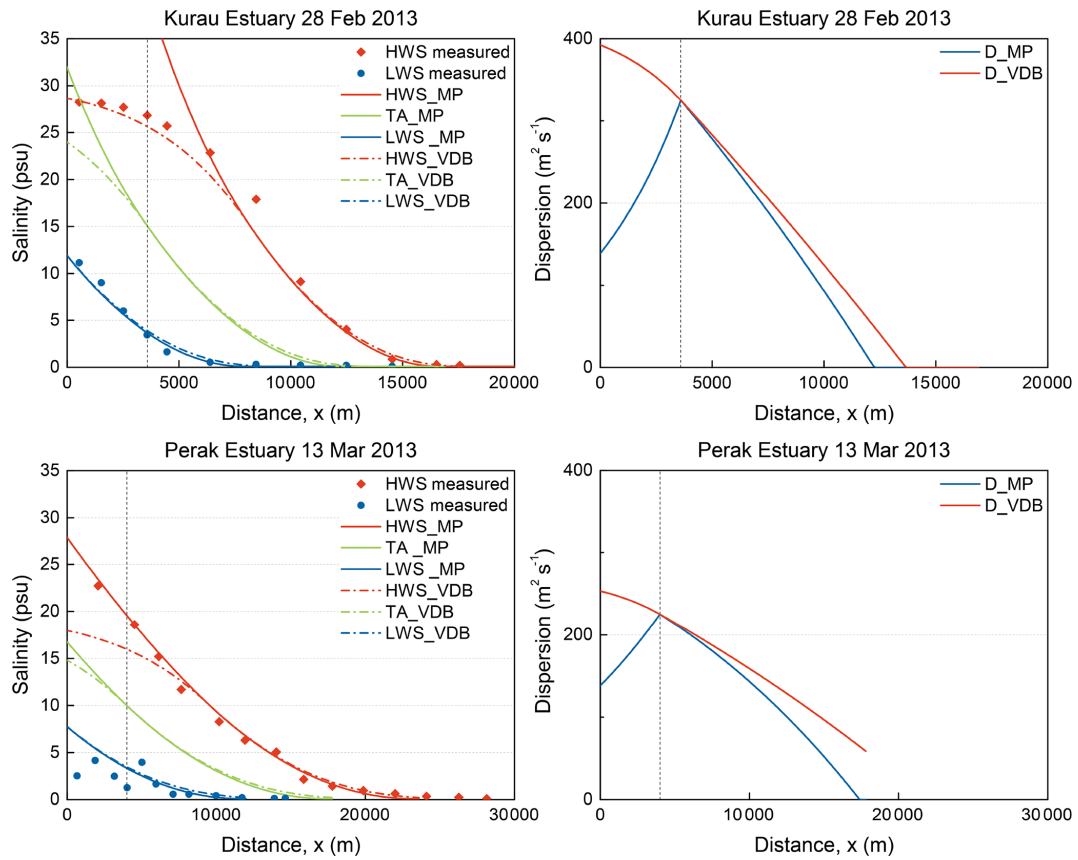 Kurau Estuary 28 Feb 2013
35
30
25
20
15
10
5
0
Salinity (psu)
HWS measured
LWS measured
HWS_MP
TA_MP
LWS _MP
HWS_VDB
TA_VDB
LWS_VDB
0 5000 10000 15000 20000
Distance, x (m)
Kurau Estuary 28 Feb 2013
400
200
0
Dispersion (m² s⁻¹)
D_MP
D_VDB
0 5000 10000 15000 20000
Distance, x (m)
Perak Estuary 13 Mar 2013
35
30
25
20
15
10
5
0
Salinity (psu)
HWS measured
LWS measured
HWS_MP
TA _MP
LWS _MP
HWS_VDB
TA_VDB
LWS_VDB
0 10000 20000 30000
Distance, x (m)
Perak Estuary 13 Mar 2013
400
200
0
Dispersion (m² s⁻¹)
D_MP
D_VDB
0 10000 20000 30000
Distance, x (m)